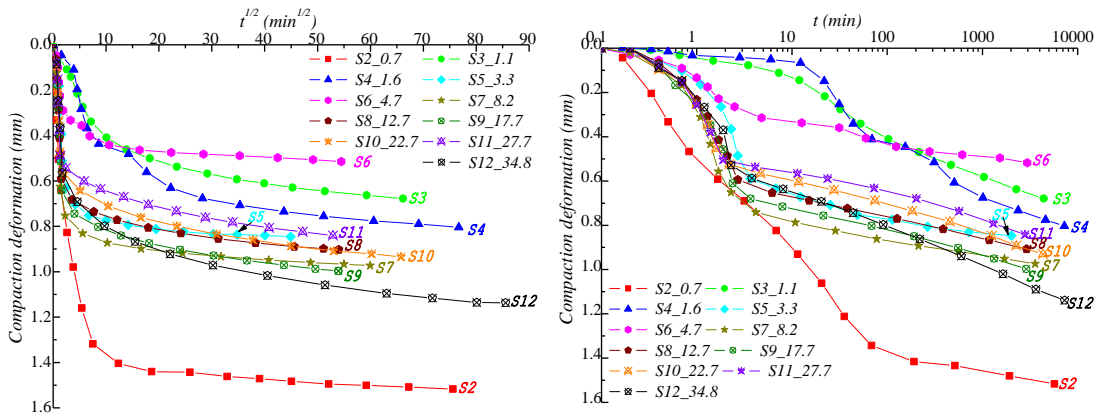 t^1/2 (min^1/2)
0 10 20 30 40 50 60 70 80 90
0.0
0.2
0.4
0.6
0.8
1.0
1.2
1.4
1.6
Compaction deformation (mm)
S2_0.7 S3_1.1
S4_1.6 S5_3.3
S6_4.7 S7_8.2
S8_12.7 S9_17.7
S10_22.7 S11_27.7
S12_34.8
S6
S3
S5
S4
S11
S8
S10
S7
S9
S12
S2
t (min)
0.1 1 10 100 1000 10000
0.0
0.2
0.4
0.6
0.8
1.0
1.2
1.4
1.6
Compaction deformation (mm)
S6
S3
S5
S4
S11
S8
S10
S7
S9
S12
S2_0.7 S3_1.1
S4_1.6 S5_3.3
S6_4.7 S7_8.2
S8_12.7 S9_17.7
S10_22.7 S11_27.7
S12_34.8
S2